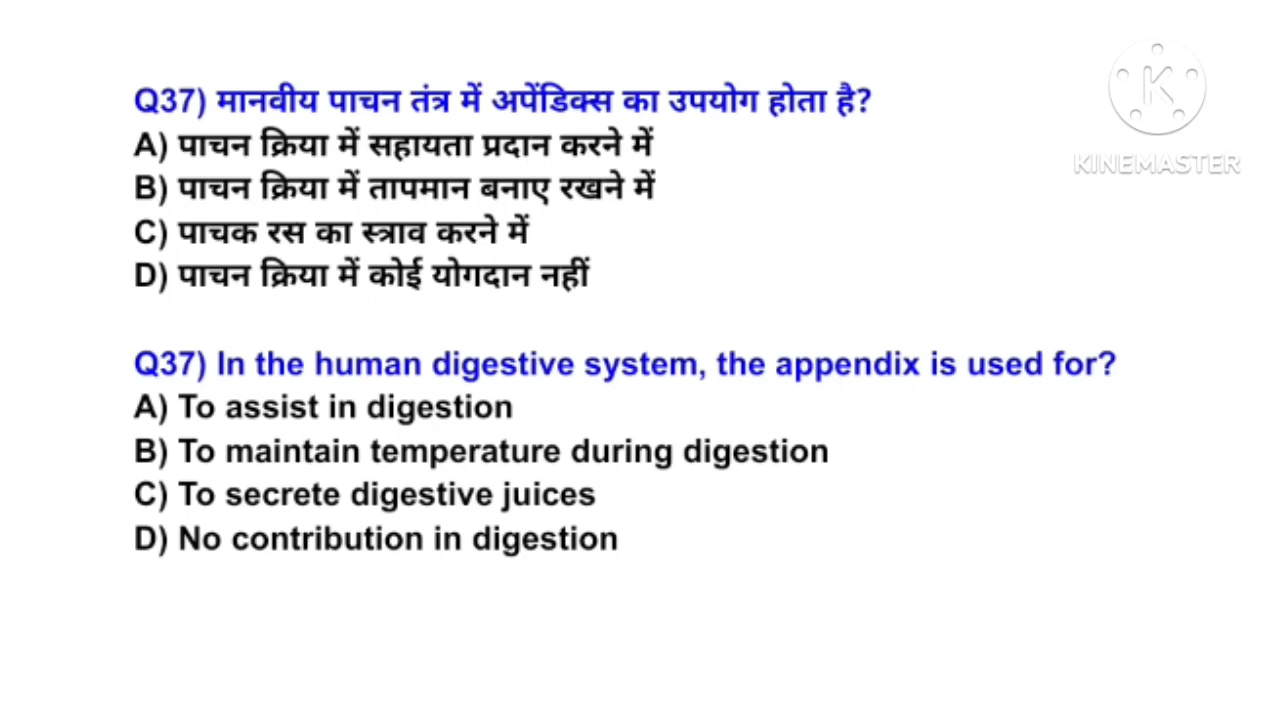 Q37) मानवीय पाचन तंत्र में अपेंडिक्स का उपयोग होता है?
A) पाचन क्रिया में सहायता प्रदान करने में
B) पाचन क्रिया में तापमान बनाए रखने में
C) पाचक रस का स्त्राव करने में
D) पाचन क्रिया में कोई योगदान नहीं
Q37) In the human digestive system, the appendix is used for?
A) To assist in digestion
B) To maintain temperature during digestion
C) To secrete digestive juices
D) No contribution in digestion
K
KINEMASTER